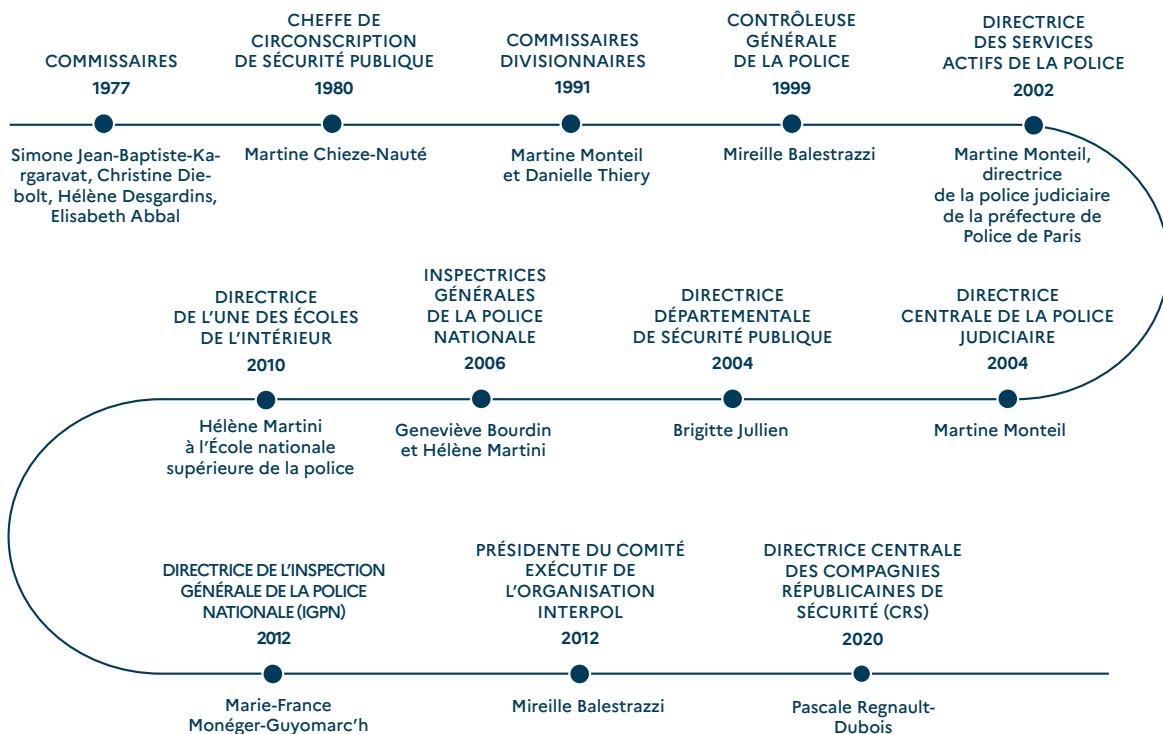 COMMISSAIRES
1977
Simone Jean-Baptiste-Ka-
rgaravat, Christine Die-
bolt, Hélène Desgardins,
Elisabeth Abbal
CHEFFE DE
CIRCONSCRIPTION
DE SÉCURITÉ PUBLIQUE
1980
Martine Chieze-Nauté
COMMISSAIRES
DIVISIONNAIRES
1991
Martine Monteil
et Danielle Thiery
CONTRÔLEUSE
GÉNÉRALE
DE LA POLICE
1999
Mireille Balestrazzi
DIRECTRICE
DES SERVICES
ACTIFS DE LA POLICE
2002
Martine Monteil,
directrice
de la police judiciaire
de la préfecture de
Police de Paris
DIRECTRICE
CENTRALE DE LA POLICE
JUDICIAIRE
2004
Martine Monteil
DIRECTRICE
DÉPARTEMENTALE
DE SÉCURITÉ PUBLIQUE
2004
Brigitte Jullien
INSPECTRICES
GÉNÉRALES
DE LA POLICE
NATIONALE
2006
Geneviève Bourdin
et Hélène Martini
DIRECTRICE
DE L'UNE DES ÉCOLES
DE L'INTÉRIEUR
2010
Hélène Martini
à l'École nationale
supérieure de la police
DIRECTRICE DE L'INSPECTION
GÉNÉRALE DE LA POLICE
NATIONALE (IGPN)
2012
Marie-France
Monéger-Guyomarc'h
PRÉSIDENTE DU COMITÉ
EXÉCUTIF DE
L'ORGANISATION
INTERPOL
2012
Mireille Balestrazzi
DIRECTRICE CENTRALE
DES COMPAGNIES
RÉPUBLICAINES DE
SÉCURITÉ (CRS)
2020
Pascale Regnault-
Dubois